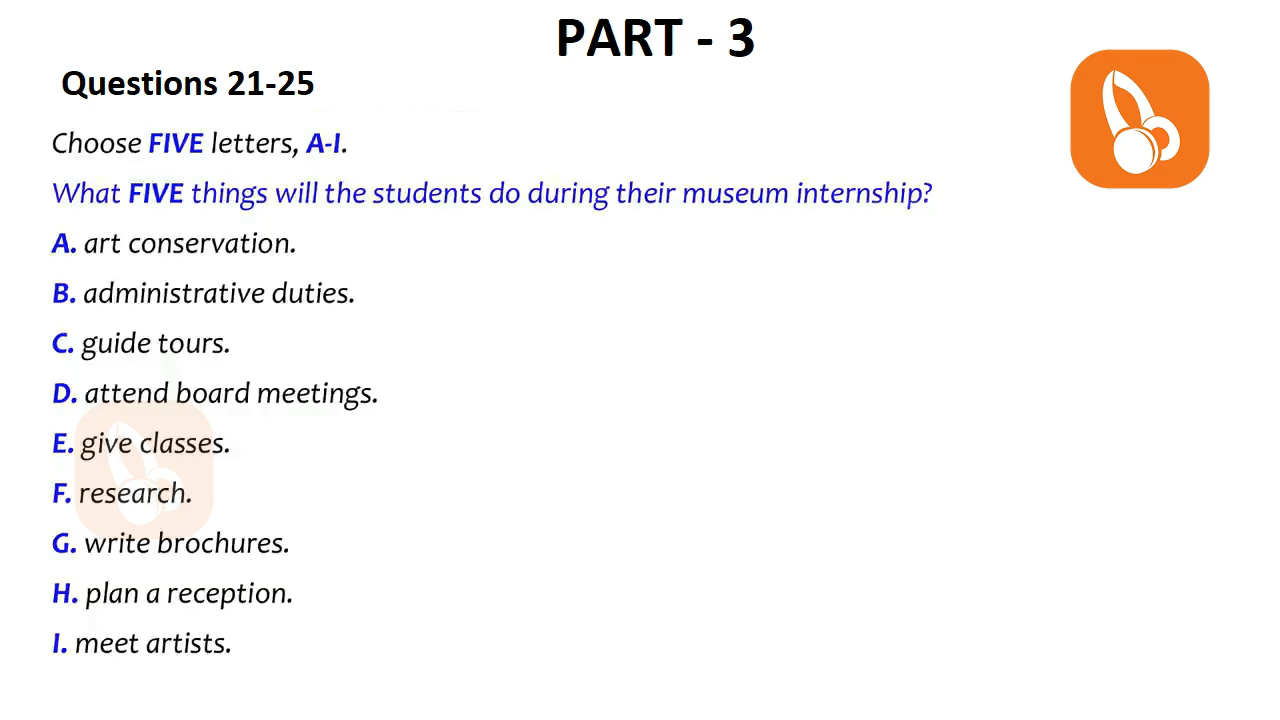 PART - 3
Questions 21-25
Choose FIVE letters, A-I.
What FIVE things will the students do during their museum internship?
A. art conservation.
B. administrative duties.
C. guide tours.
D. attend board meetings.
E. give classes.
F. research.
G. write brochures.
H. plan a reception.
I. meet artists.